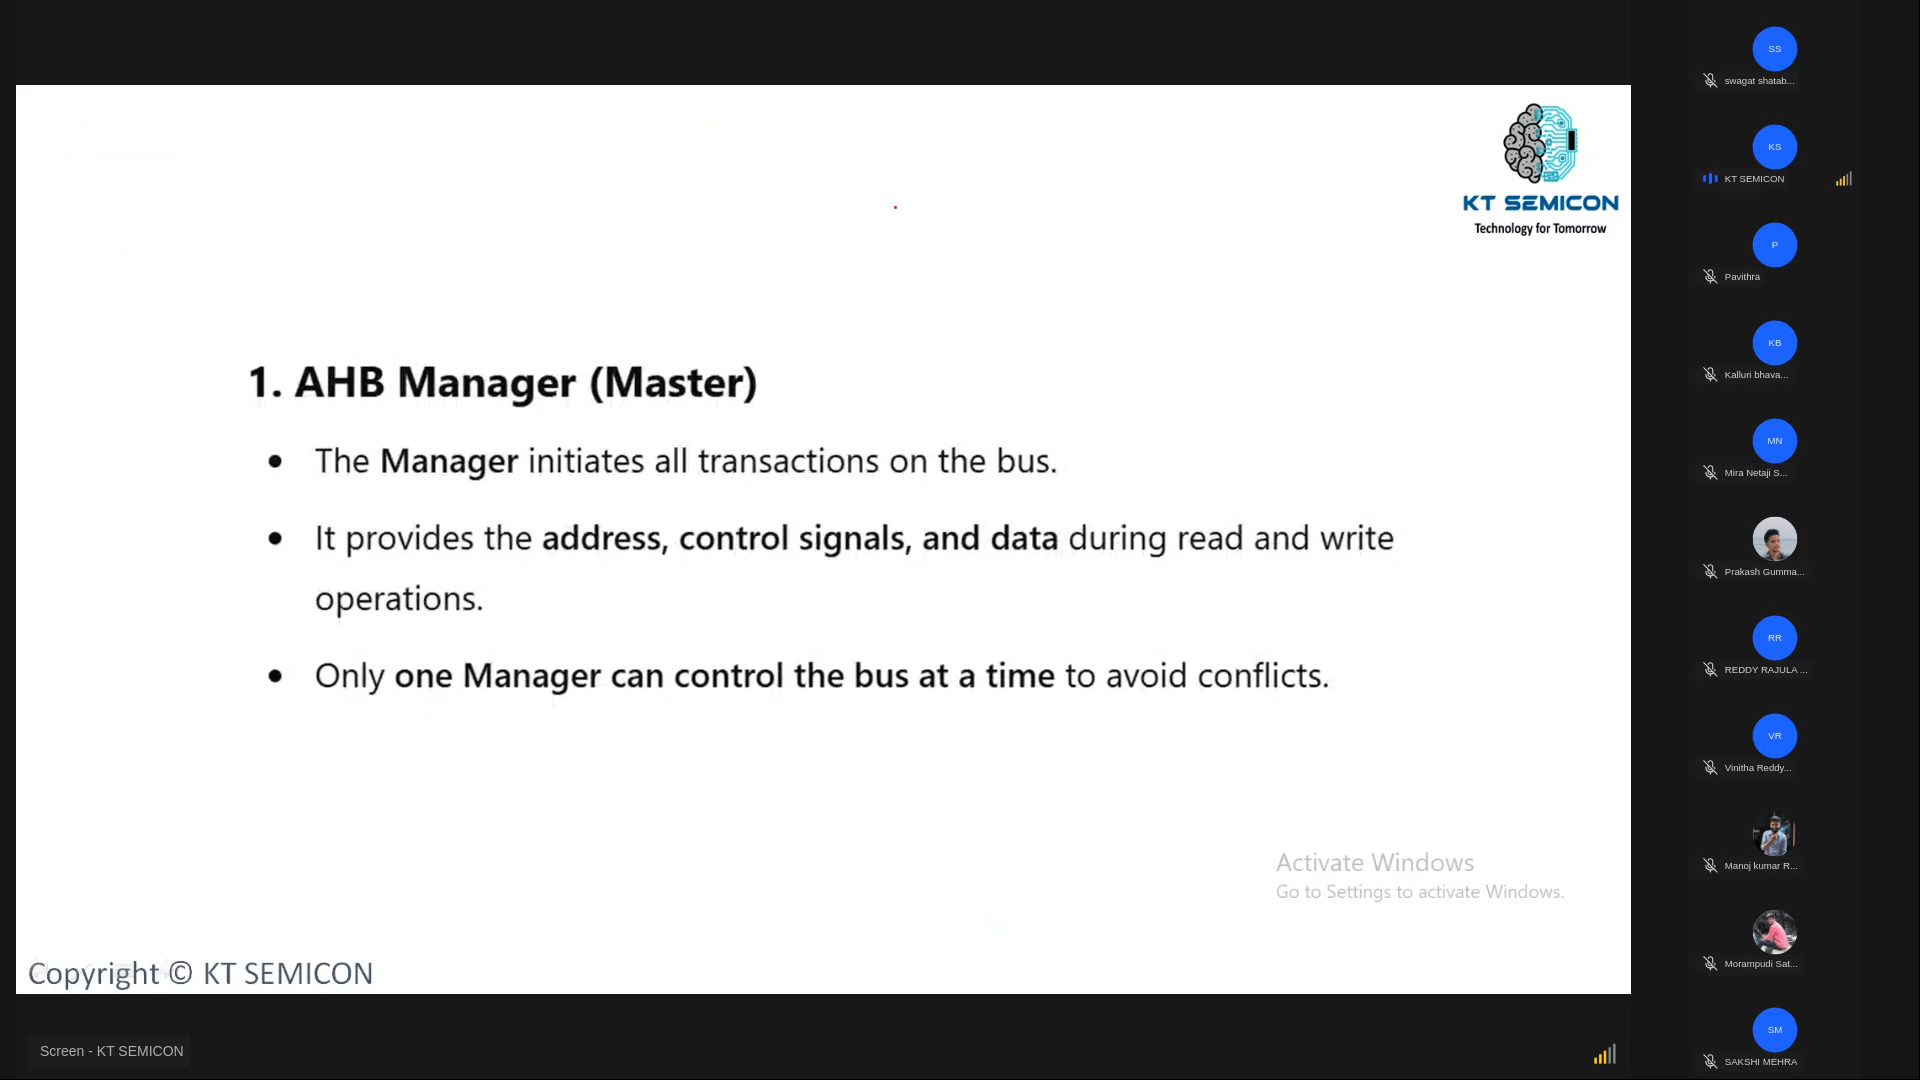 KT SEMICON
Technology for Tomorrow
1. AHB Manager (Master)
• The Manager initiates all transactions on the bus.
• It provides the address, control signals, and data during read and write
operations.
• Only one Manager can control the bus at a time to avoid conflicts.
Activate Windows
Go to Settings to activate Windows.
Copyright © KT SEMICON
Screen - KT SEMICON
SS
swagat shatab...
KS
KT SEMICON
P
Pavithra
KB
Kalluri bhava...
MN
Mira Netaji S...
Prakash Gumma...
RR
REDDY RAJULA ...
VR
Vinitha Reddy...
Manoj kumar R...
Morampudi Sat...
SM
SAKSHI MEHRA